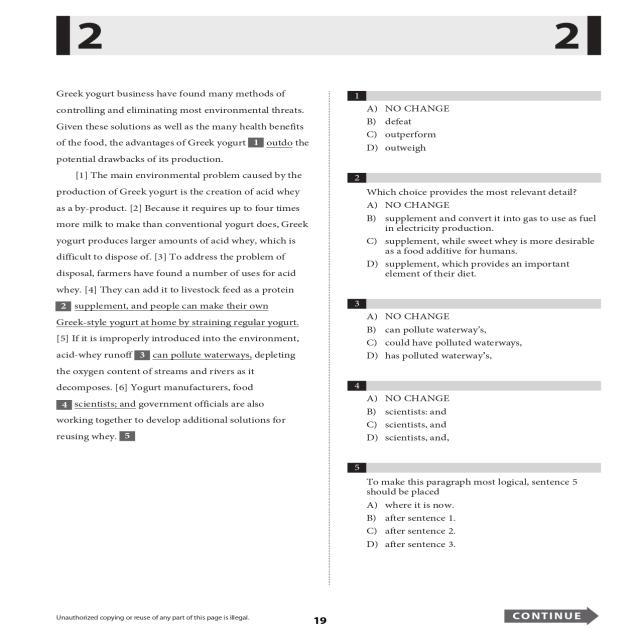 2
2
Greek yogurt business have found many methods of
controlling and eliminating most environmental threats.
Given these solutions as well as the many health benefits
of the food, the advantages of Greek yogurt 1 outdo the
potential drawbacks of its production.
[1] The main environmental problem caused by the
production of Greek yogurt is the creation of acid whey
as a by-product. [2] Because it requires up to four times
more milk to make than conventional yogurt does, Greek
yogurt produces larger amounts of acid whey, which is
difficult to dispose of. [3] To address the problem of
disposal, farmers have found a number of uses for acid
whey. [4] They can add it to livestock feed as a protein
2 supplement, and people can make their own
Greek-style yogurt at home by straining regular yogurt.
[5] If it is improperly introduced into the environment,
acid-whey runoff 3 can pollute waterways, depleting
the oxygen content of streams and rivers as it
decomposes. [6] Yogurt manufacturers, food
4 scientists; and government officials are also
working together to develop additional solutions for
reusing whey. 5
1
A) NO CHANGE
B) defeat
C) outperform
D) outweigh
2
Which choice provides the most relevant detail?
A) NO CHANGE
B) supplement and convert it into gas to use as fuel
in electricity production.
C) supplement, while sweet whey is more desirable
as a food additive for humans.
D) supplement, which provides an important
element of their diet.
3
A) NO CHANGE
B) can pollute waterway's,
C) could have polluted waterways,
D) has polluted waterway's,
4
A) NO CHANGE
B) scientists: and
C) scientists, and
D) scientists, and,
5
To make this paragraph most logical, sentence 5
should be placed
A) where it is now.
B) after sentence 1.
C) after sentence 2.
D) after sentence 3.
Unauthorized copying or reuse of any part of this page is illegal.
19
CONTINUE